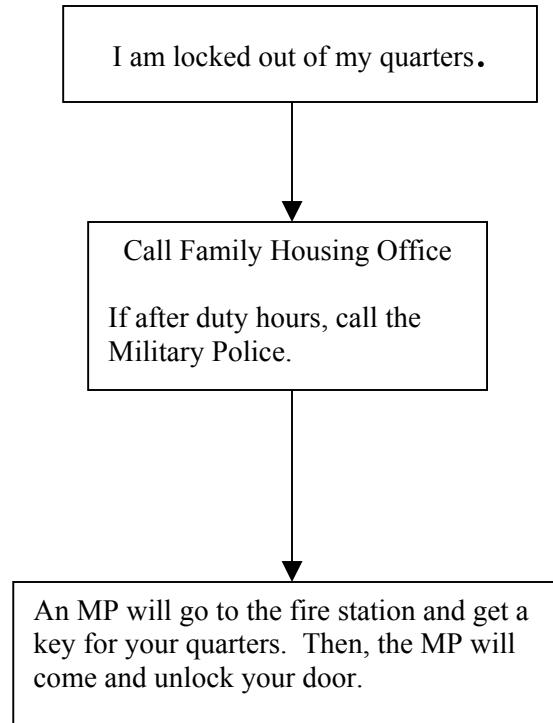 I am locked out of my quarters.
Call Family Housing Office
If after duty hours, call the
Military Police.
An MP will go to the fire station and get a
key for your quarters.  Then, the MP will
come and unlock your door.